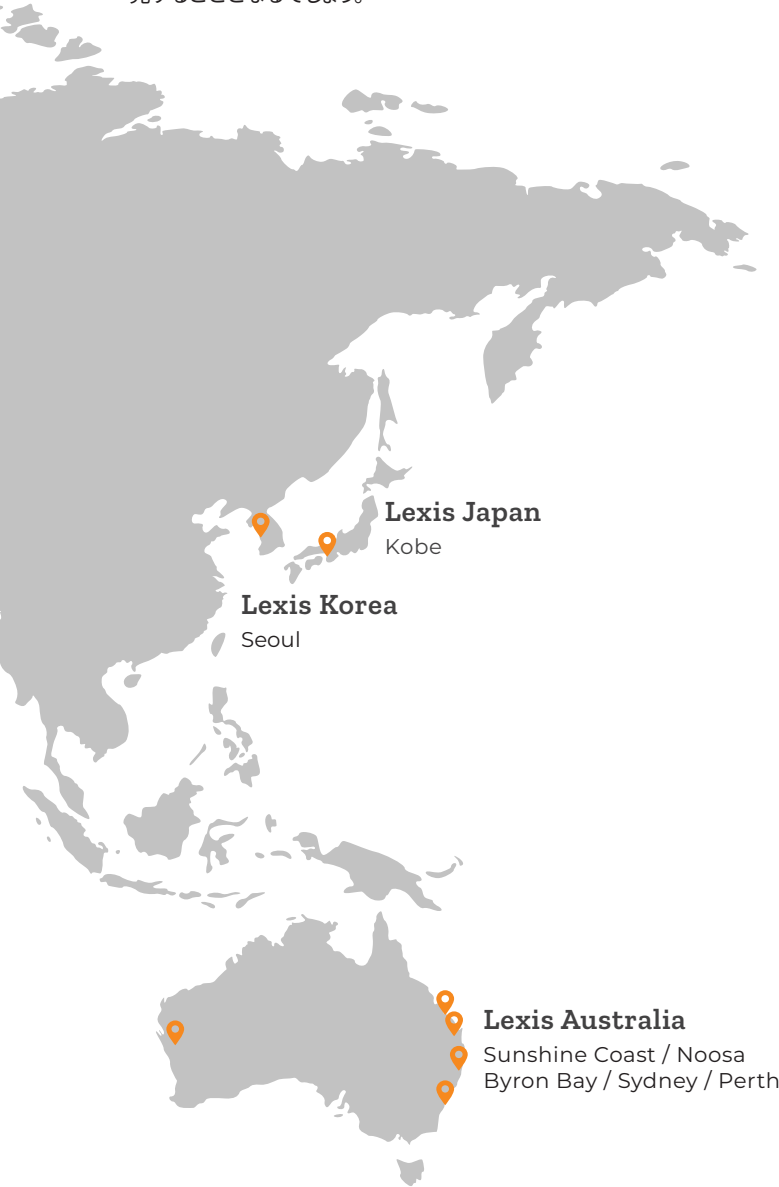 Lexis Japan
Kobe
Lexis Korea
Seoul
Lexis Australia
Sunshine Coast / Noosa
Byron Bay / Sydney / Perth